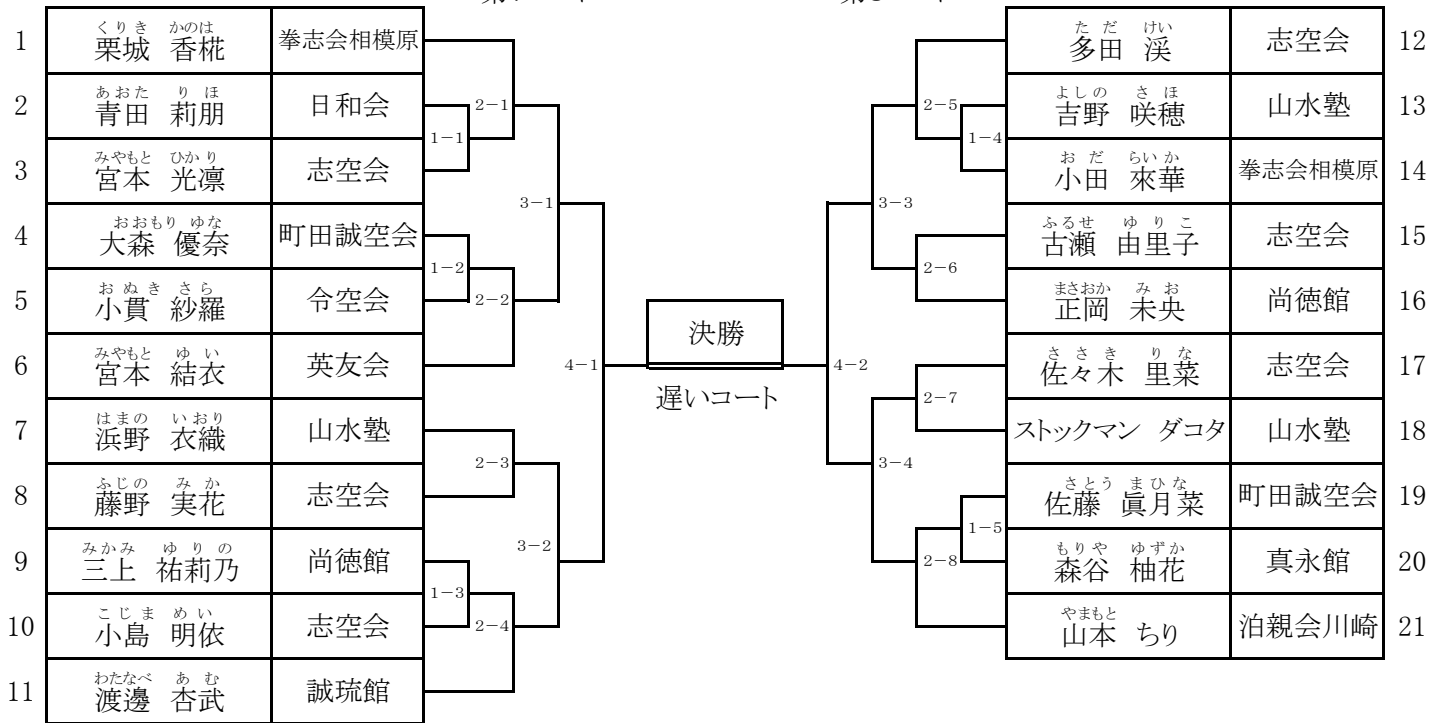 1 栗城 香椛 くりき かのは 拳志会相模原
2 青田 莉朋 あおた りほ 日和会
3 宮本 光凛 みやもと ひかり 志空会
4 大森 優奈 おおもり ゆな 町田誠空会
5 小貫 紗羅 おぬき さら 令空会
6 宮本 結衣 みやもと ゆい 英友会
7 浜野 衣織 はまの いおり 山水塾
8 藤野 実花 ふじの みか 志空会
9 三上 祐莉乃 みかみ ゆりの 尚徳館
10 小島 明依 こじま めい 志空会
11 渡邊 杏武 わたなべ あむ 誠琉館
1-1
1-2
1-3
2-1
2-2
2-3
2-4
3-1
3-2
4-1
決勝
遅いコート
4-2
3-3
3-4
2-5
2-6
2-7
2-8
1-4
1-5
多田 渓 ただ けい 志空会 12
吉野 咲穂 よしの さほ 山水塾 13
小田 來華 おだ らいか 拳志会相模原 14
古瀬 由里子 ふるせ ゆりこ 志空会 15
正岡 未央 まさおか みお 尚徳館 16
佐々木 里菜 ささき りな 志空会 17
ストックマン ダコタ 山水塾 18
佐藤 眞月菜 さとう まひな 町田誠空会 19
森谷 柚花 もりや ゆずか 真永館 20
山本 ちり やまもと 泊親会川崎 21